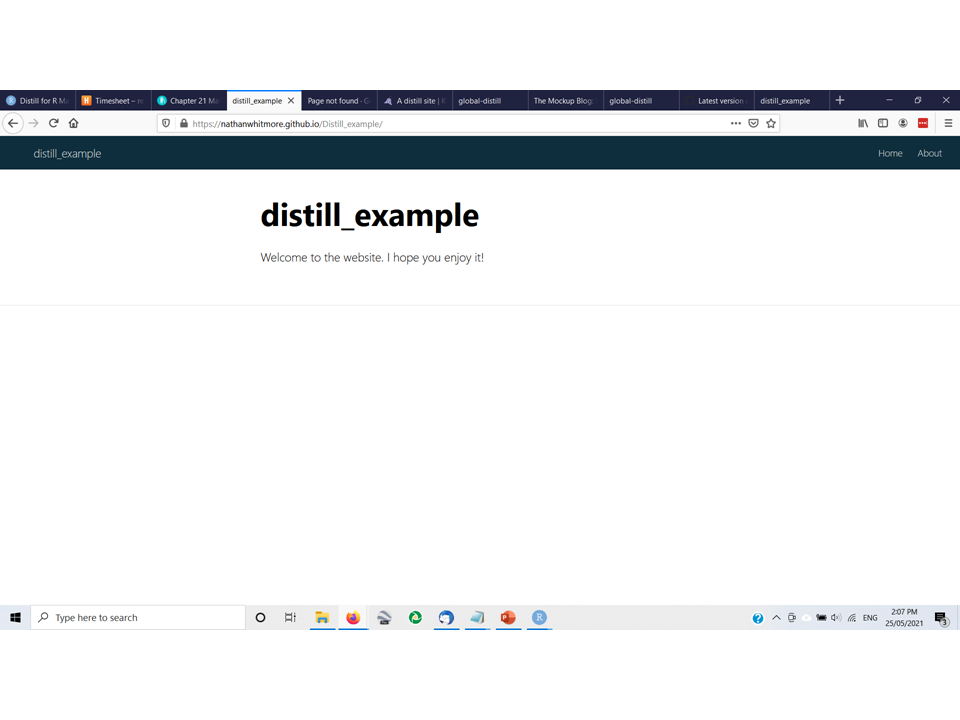 Distill for R Ma
Timesheet – re
Chapter 21 Ma
distill_example
Page not found · G
A distill site | R
global-distill
The Mockup Blog:
global-distill
Latest version
distill_example
https://nathanwhitmore.github.io/Distill_example/
distill_example
Home
About
distill_example
Welcome to the website. I hope you enjoy it!
Type here to search
ENG
2:07 PM
25/05/2021
3